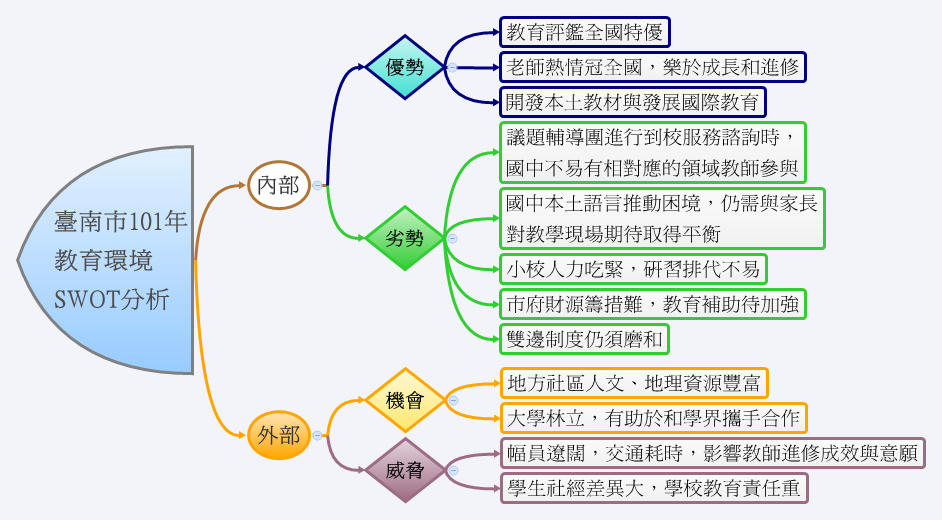 臺南市101年
教育環境
SWOT分析
內部
優勢
教育評鑑全國特優
老師熱情冠全國，樂於成長和進修
開發本土教材與發展國際教育
劣勢
議題輔導團進行到校服務諮詢時，
國中不易有相對應的領域教師參與
國中本土語言推動困境，仍需與家長
對教學現場期待取得平衡
小校人力吃緊，研習排代不易
市府財源籌措難，教育補助待加強
雙邊制度仍須磨和
外部
機會
地方社區人文、地理資源豐富
大學林立，有助於和學界攜手合作
威脅
幅員遼闊，交通耗時，影響教師進修成效與意願
學生社經差異大，學校教育責任重